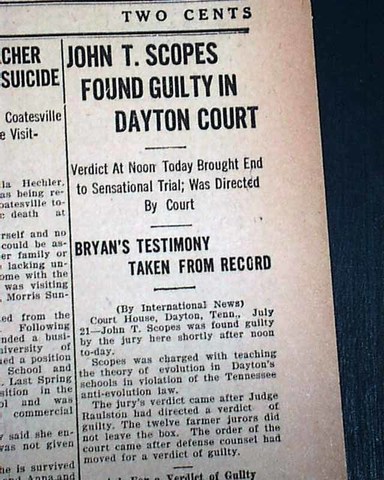 TWO CENTS
CHER
SUICIDE
Coatesville
e Visit-
la Hechler,
as being re-
oatesville to-
c death at
rself and no
could be as-
er family or
e lacking un-
ome with the
was visiting
. Morris Sun-
ed from the
Following
nded a busi-
niversity of
ed a position
School and
. Last Spring
sition in the
ol and was
commercial
y said she en-
was not given
he is survived
Anna and
JOHN T. SCOPES
FOUND GUILTY IN
DAYTON COURT
Verdict At Noon Today Brought End
to Sensational Trial; Was Directed
By Court
BRYAN'S TESTIMONY
TAKEN FROM RECORD
(By International News)
Court House, Dayton, Tenn., July
21—John T. Scopes was found guilty
by the jury here shortly after noon
to-day.
Scopes was charged with teaching
the theory of evolution in Dayton's
schools in violation of the Tennessee
anti-evolution law.
The jury's verdict came after Judge
Raulston had directed a verdict of
guilty. The twelve farmer jurors did
not leave the box. The order of the
court came after defense counsel had
moved for a verdict of guilty.
For a Verdict of Guilty